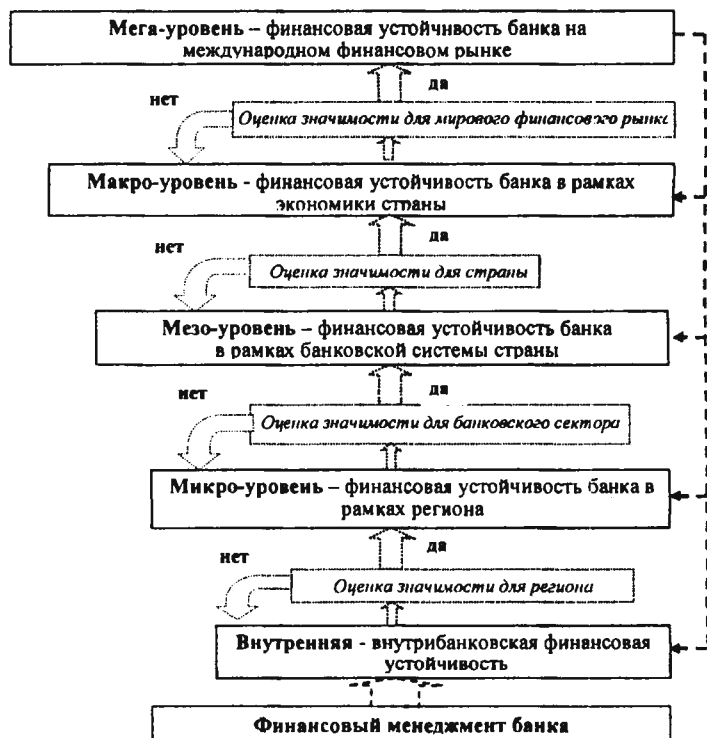 Мега-уровень – финансовая устойчивость банка на
международном финансовом рынке
да
нет
Оценка значимости для мирового финансового рынка
Макро-уровень - финансовая устойчивость банка в рамках
экономики страны
да
нет
Оценка значимости для страны
Мезо-уровень – финансовая устойчивость банка
в рамках банковской системы страны
да
нет
Оценка значимости для банковского сектора
Микро-уровень – финансовая устойчивость банка в
рамках региона
да
нет
Оценка значимости для региона
Внутренняя - внутрибанковская финансовая
устойчивость
Финансовый менеджмент банка